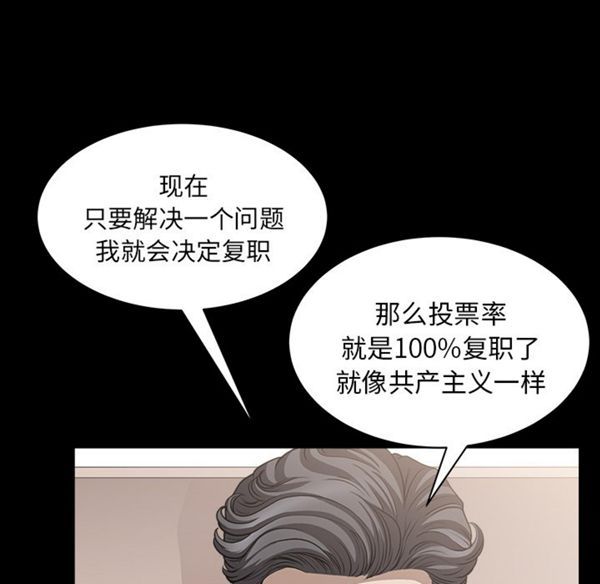 现在
只要解决一个问题
我就会决定复职
那么投票率
就是100%复职了
就像共产主义一样